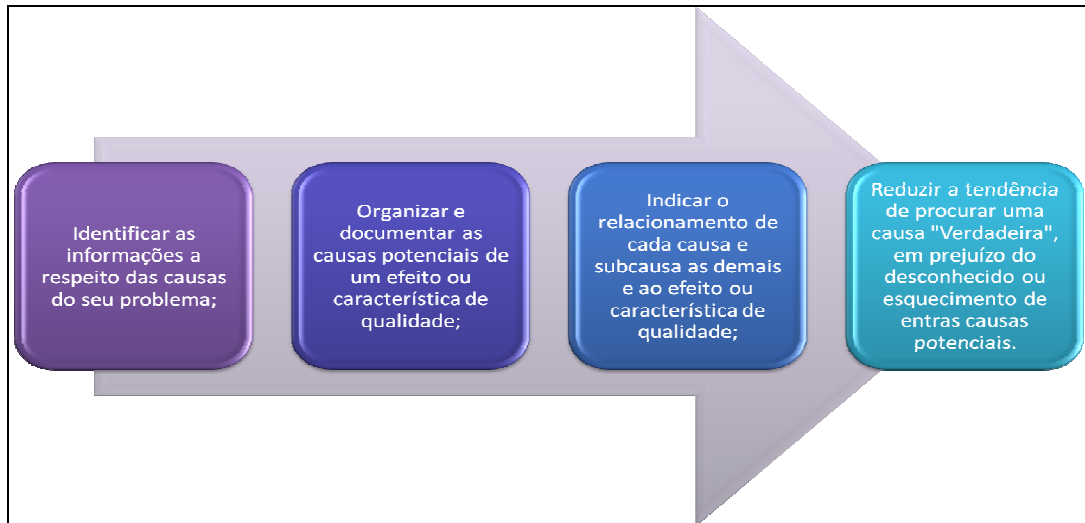 Identificar as
informações a
respeito das causas
do seu problema;
Organizar e
documentar as
causas potenciais de
um efeito ou
característica de
qualidade;
Indicar o
relacionamento de
cada causa e
subcausa as demais
e ao efeito ou
característica de
qualidade;
Reduzir a tendência
de procurar uma
causa "Verdadeira",
em prejuízo do
desconhecido ou
esquecimento de
entras causas
potenciais.